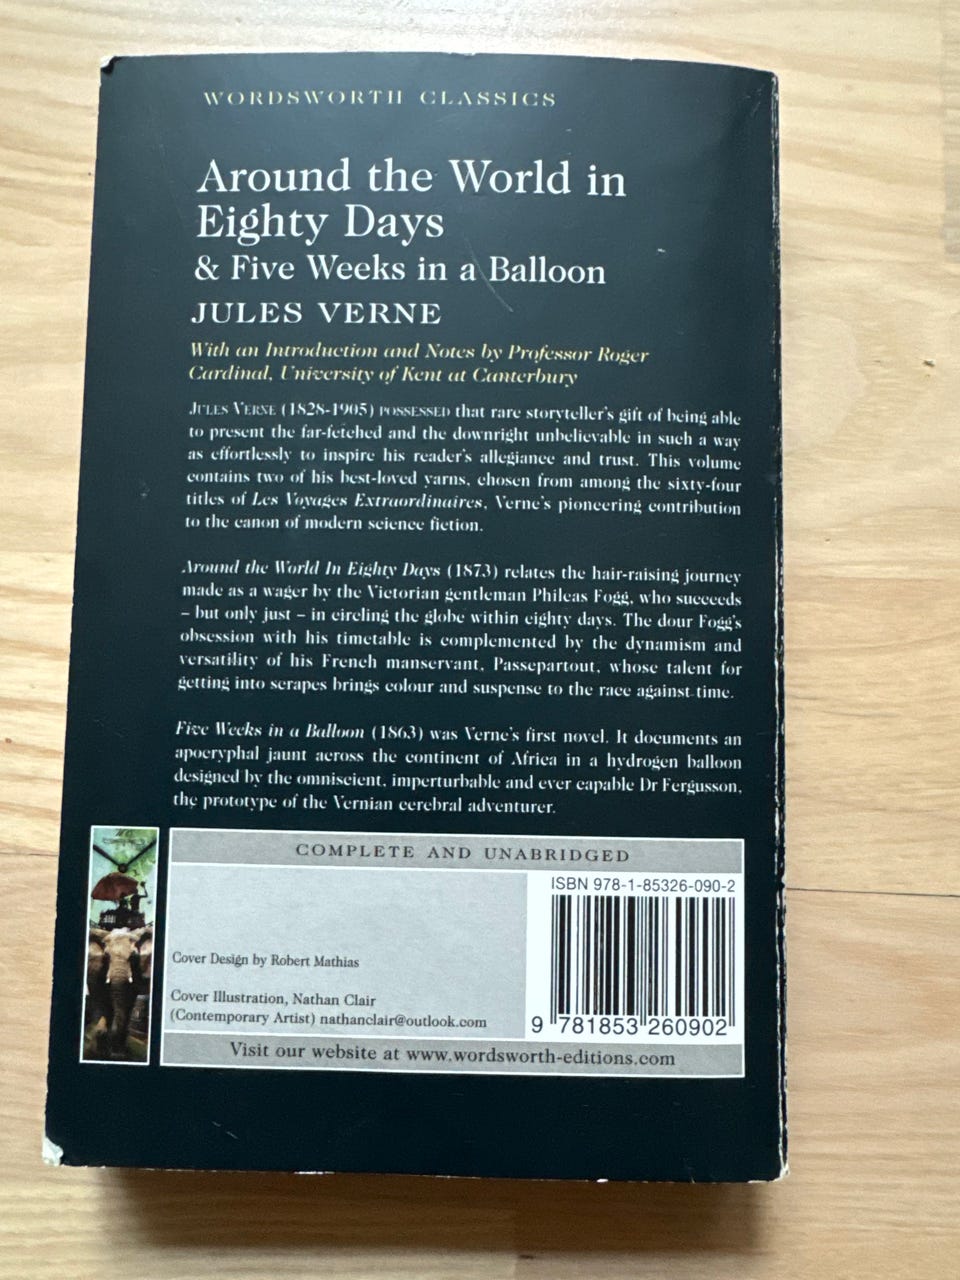 WORDSWORTH CLASSICS
Around the World in
Eighty Days
& Five Weeks in a Balloon
JULES VERNE
With an Introduction and Notes by Professor Roger
Cardinal, University of Kent at Canterbury
JULES VERNE (1828-1905) POSSESSED that rare storyteller's gift of being able
to present the far-fetched and the downright unbelievable in such a way
as effortlessly to inspire his reader's allegiance and trust. This volume
contains two of his best-loved yarns, chosen from among the sixty-four
titles of Les Voyages Extraordinaires, Verne's pioneering contribution
to the canon of modern science fiction.
Around the World In Eighty Days (1873) relates the hair-raising journey
made as a wager by the Victorian gentleman Phileas Fogg, who succeeds
– but only just – in circling the globe within eighty days. The dour Fogg's
obsession with his timetable is complemented by the dynamism and
versatility of his French manservant, Passepartout, whose talent for
getting into scrapes brings colour and suspense to the race against time.
Five Weeks in a Balloon (1863) was Verne's first novel. It documents an
apocryphal jaunt across the continent of Africa in a hydrogen balloon
designed by the omniscient, imperturbable and ever capable Dr Fergusson,
the prototype of the Vernian cerebral adventurer.
COMPLETE AND UNABRIDGED
ISBN 978-1-85326-090-2
Cover Design by Robert Mathias
Cover Illustration, Nathan Clair
(Contemporary Artist) nathanclair@outlook.com
9 781853 260902
Visit our website at www.wordsworth-editions.com